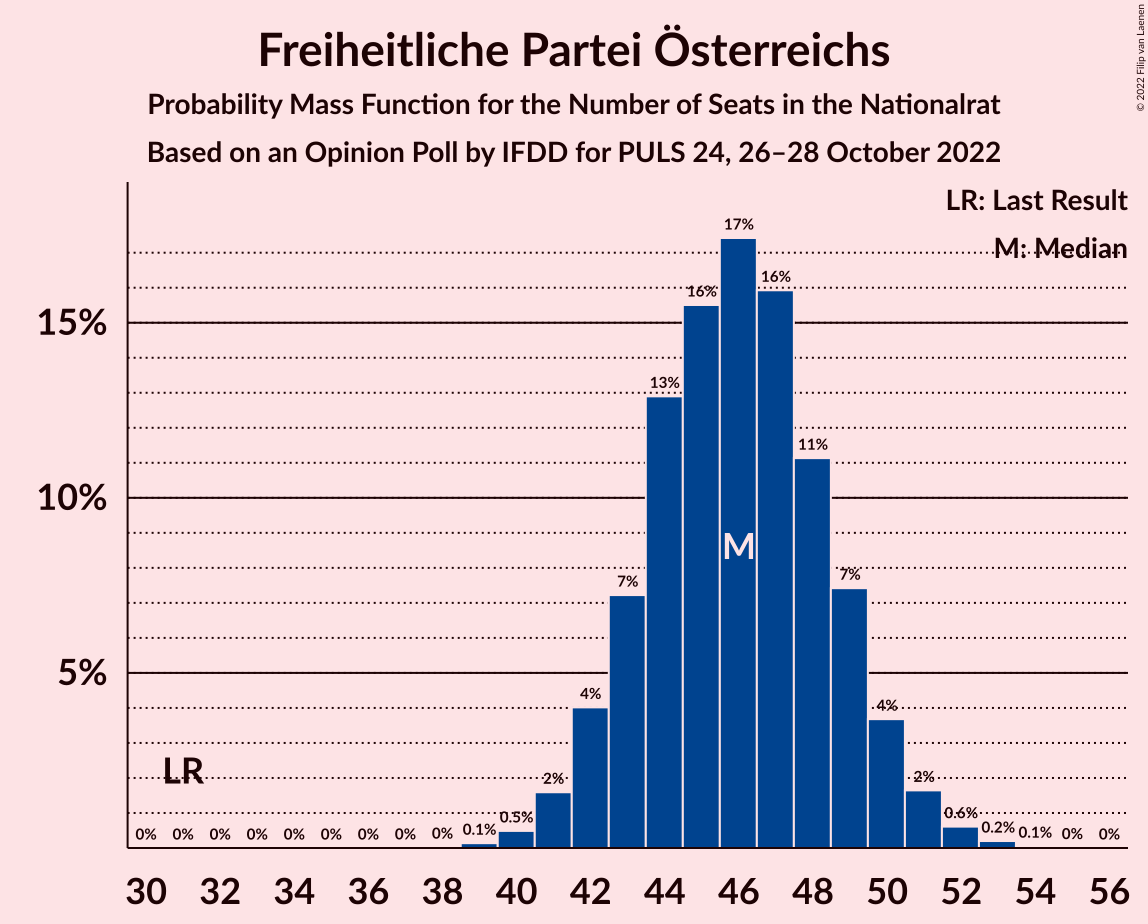 Freiheitliche Partei Österreichs
Probability Mass Function for the Number of Seats in the Nationalrat
Based on an Opinion Poll by IFDD for PULS 24, 26–28 October 2022
© 2022 Filip van Laenen
LR: Last Result
M: Median
15%
10%
5%
0% 0% 0% 0% 0% 0% 0% 0% 0% 0.1% 0.5% 2% 4% 7% 13% 16% 17% 16% 11% 7% 4% 2% 0.6% 0.2% 0.1% 0% 0%
LR
M
30 32 34 36 38 40 42 44 46 48 50 52 54 56